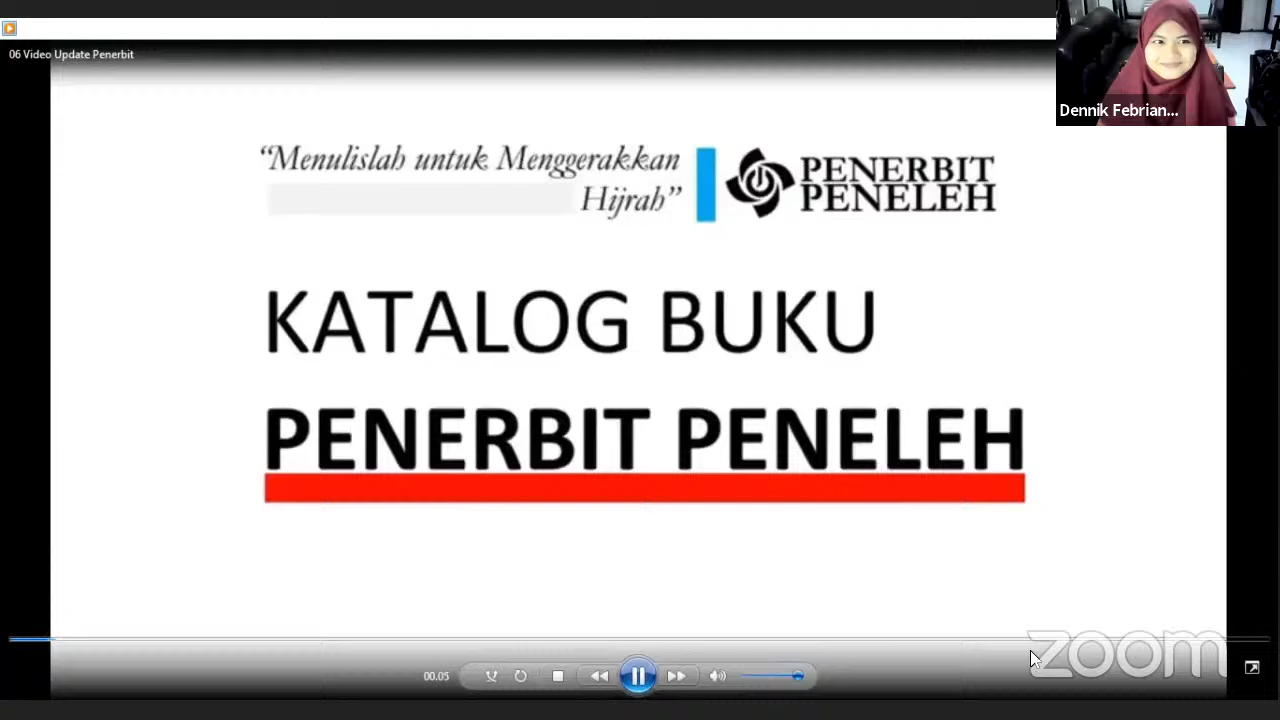 06 Video Update Penerbit
Dennik Febrian...
“Menulislah untuk Menggerakkan
Hijrah”
PENERBIT
PENELEH
KATALOG BUKU
PENERBIT PENELEH
00.05
zoom